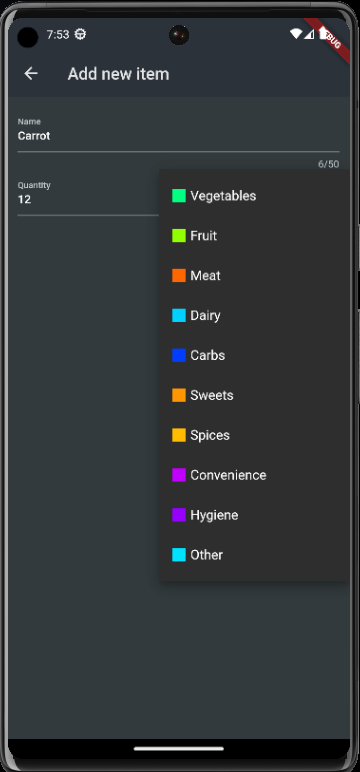 7:53
Add new item
Name
Carrot
6/50
Quantity
12
Vegetables
Fruit
Meat
Dairy
Carbs
Sweets
Spices
Convenience
Hygiene
Other